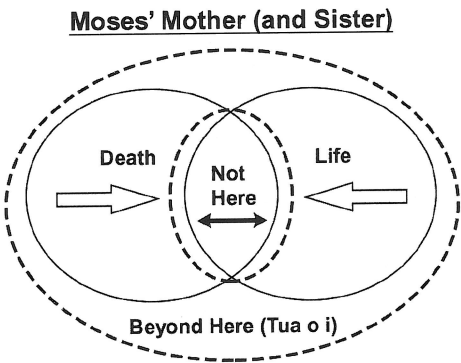 Moses' Mother (and Sister)
Death
Life
Not
Here
Beyond Here (Tua o i)